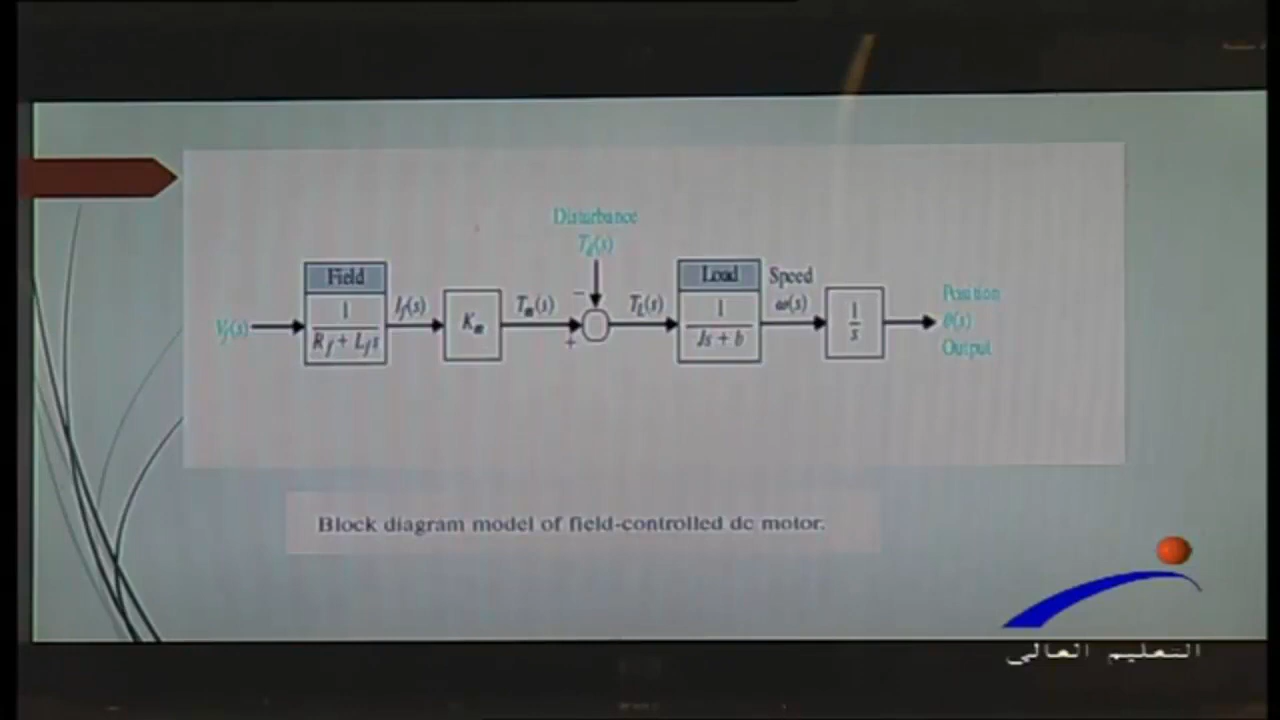 Disturbance
T_d(s)
Field
Load
Speed
V_f(s)
1
R_f + L_f s
I_f(s)
K_m
T_m(s)
−
+
T_L(s)
1
Js + b
ω(s)
1
s
Position
θ(s)
Output
Block diagram model of field-controlled dc motor.
التعليم العالى